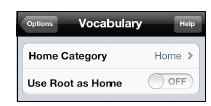 Options Vocabulary Help
Home Category Home >
Use Root as Home OFF